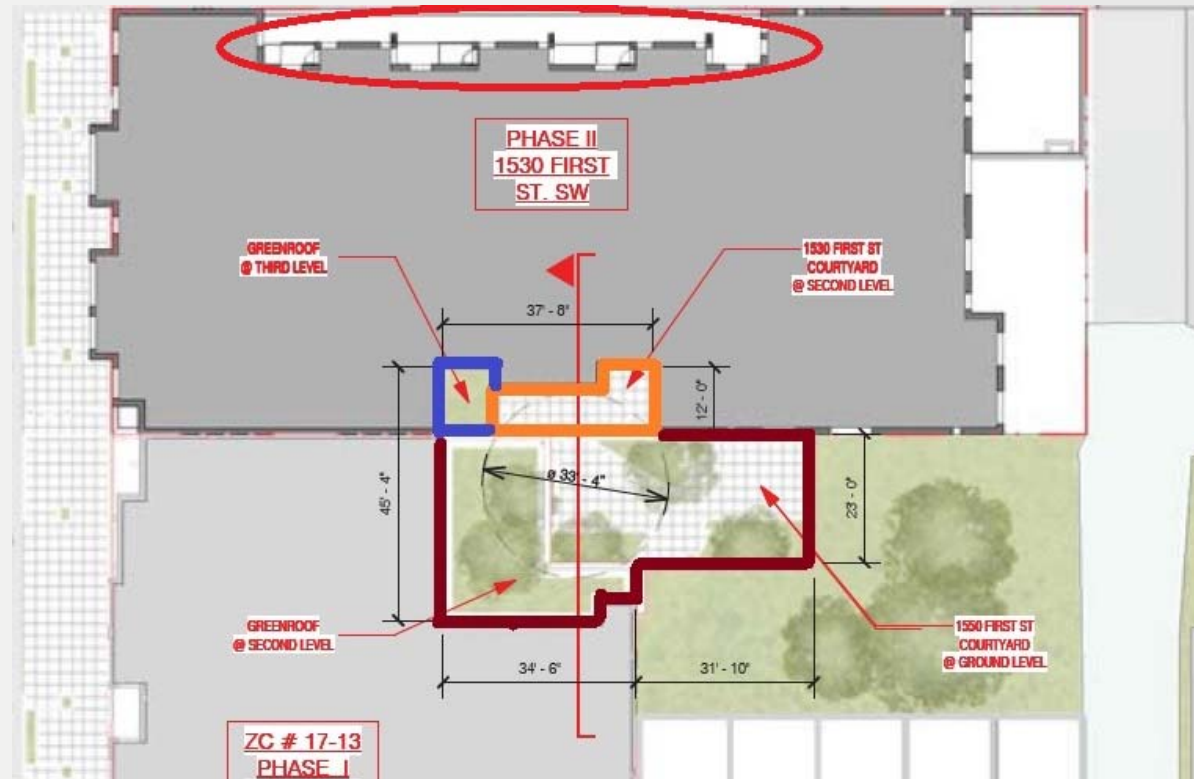 PHASE II
1530 FIRST
ST. SW
GREENROOF
@ THIRD LEVEL
1530 FIRST ST
COURTYARD
@ SECOND LEVEL
37' - 8"
12' - 0"
45' - 4"
ø 33' - 4"
23' - 0"
GREENROOF
@ SECOND LEVEL
34' - 6"
31' - 10"
1550 FIRST ST
COURTYARD
@ GROUND LEVEL
ZC # 17-13
PHASE I